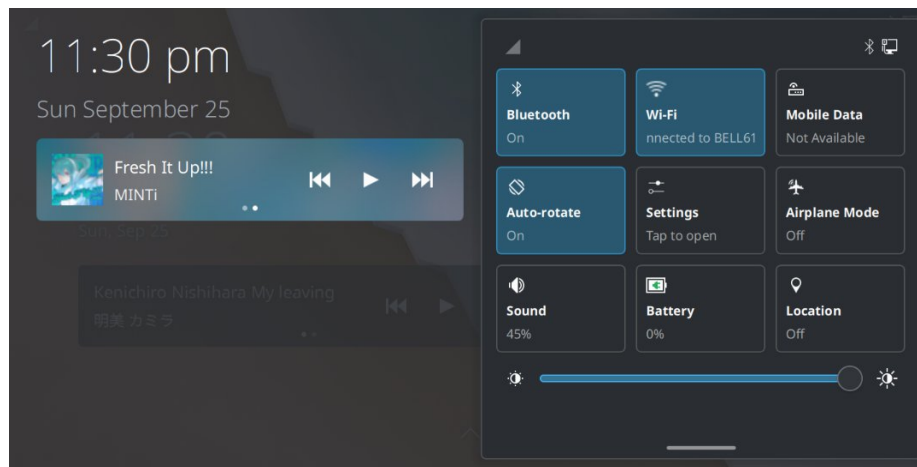 11:30 pm
Sun September 25
Fresh It Up!!!
MINTi
Sun, Sep 25
Kenichiro Nishihara My leaving
明美 カミラ
Bluetooth
On
Wi-Fi
nnected to BELL61
Mobile Data
Not Available
Auto-rotate
On
Settings
Tap to open
Airplane Mode
Off
Sound
45%
Battery
0%
Location
Off